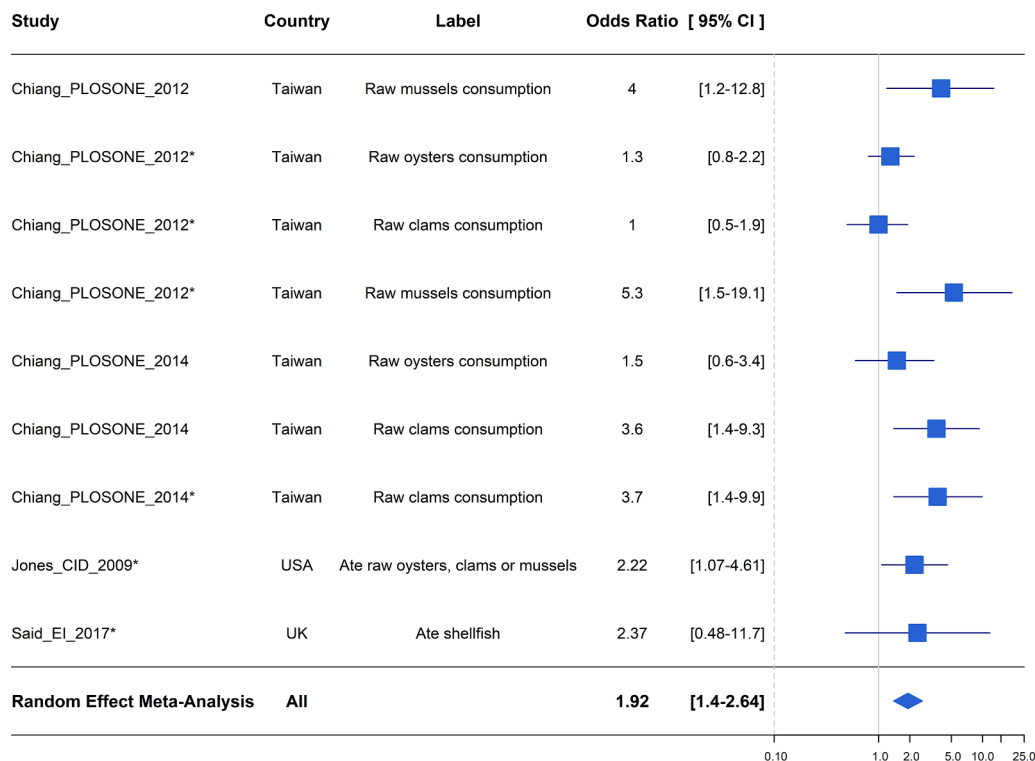 Study Country Label Odds Ratio [ 95% CI ]
Chiang_PLOSONE_2012 Taiwan Raw mussels consumption 4 [1.2-12.8]
Chiang_PLOSONE_2012* Taiwan Raw oysters consumption 1.3 [0.8-2.2]
Chiang_PLOSONE_2012* Taiwan Raw clams consumption 1 [0.5-1.9]
Chiang_PLOSONE_2012* Taiwan Raw mussels consumption 5.3 [1.5-19.1]
Chiang_PLOSONE_2014 Taiwan Raw oysters consumption 1.5 [0.6-3.4]
Chiang_PLOSONE_2014 Taiwan Raw clams consumption 3.6 [1.4-9.3]
Chiang_PLOSONE_2014* Taiwan Raw clams consumption 3.7 [1.4-9.9]
Jones_CID_2009* USA Ate raw oysters, clams or mussels 2.22 [1.07-4.61]
Said_EI_2017* UK Ate shellfish 2.37 [0.48-11.7]
Random Effect Meta-Analysis All 1.92 [1.4-2.64]
0.10 1.0 2.0 5.0 10.0 25.0